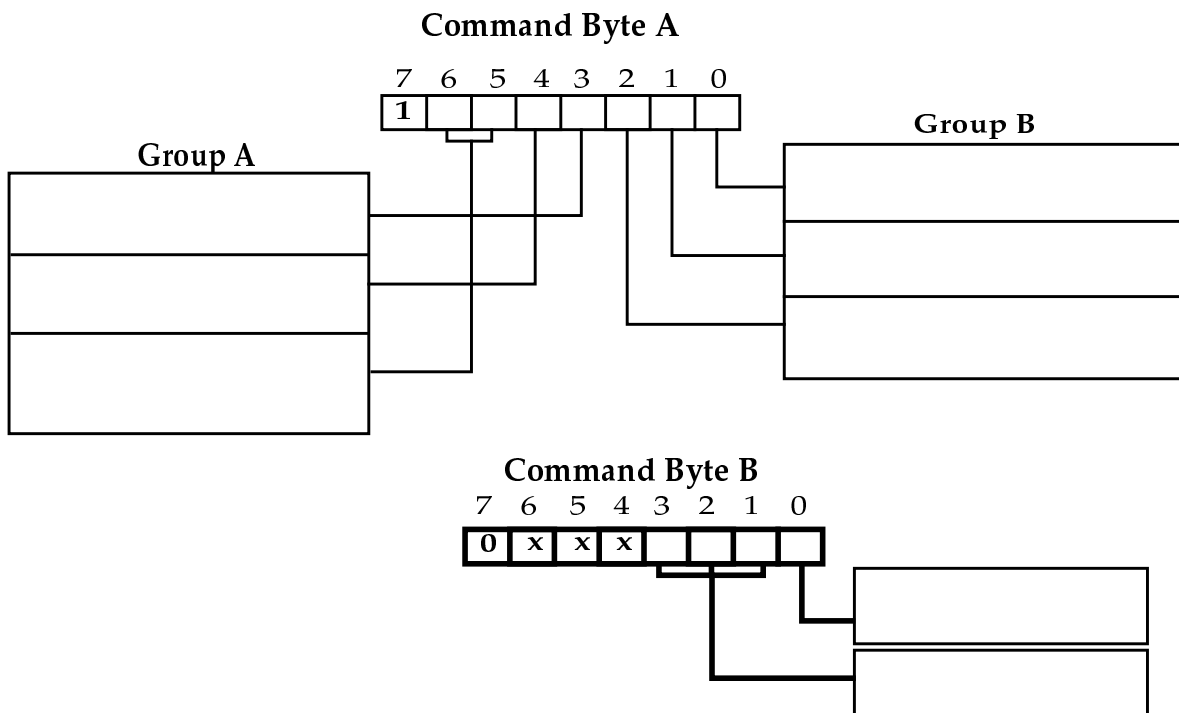 Command Byte A
7 6 5 4 3 2 1 0
1
Group A
Group B
Command Byte B
7 6 5 4 3 2 1 0
0 x x x